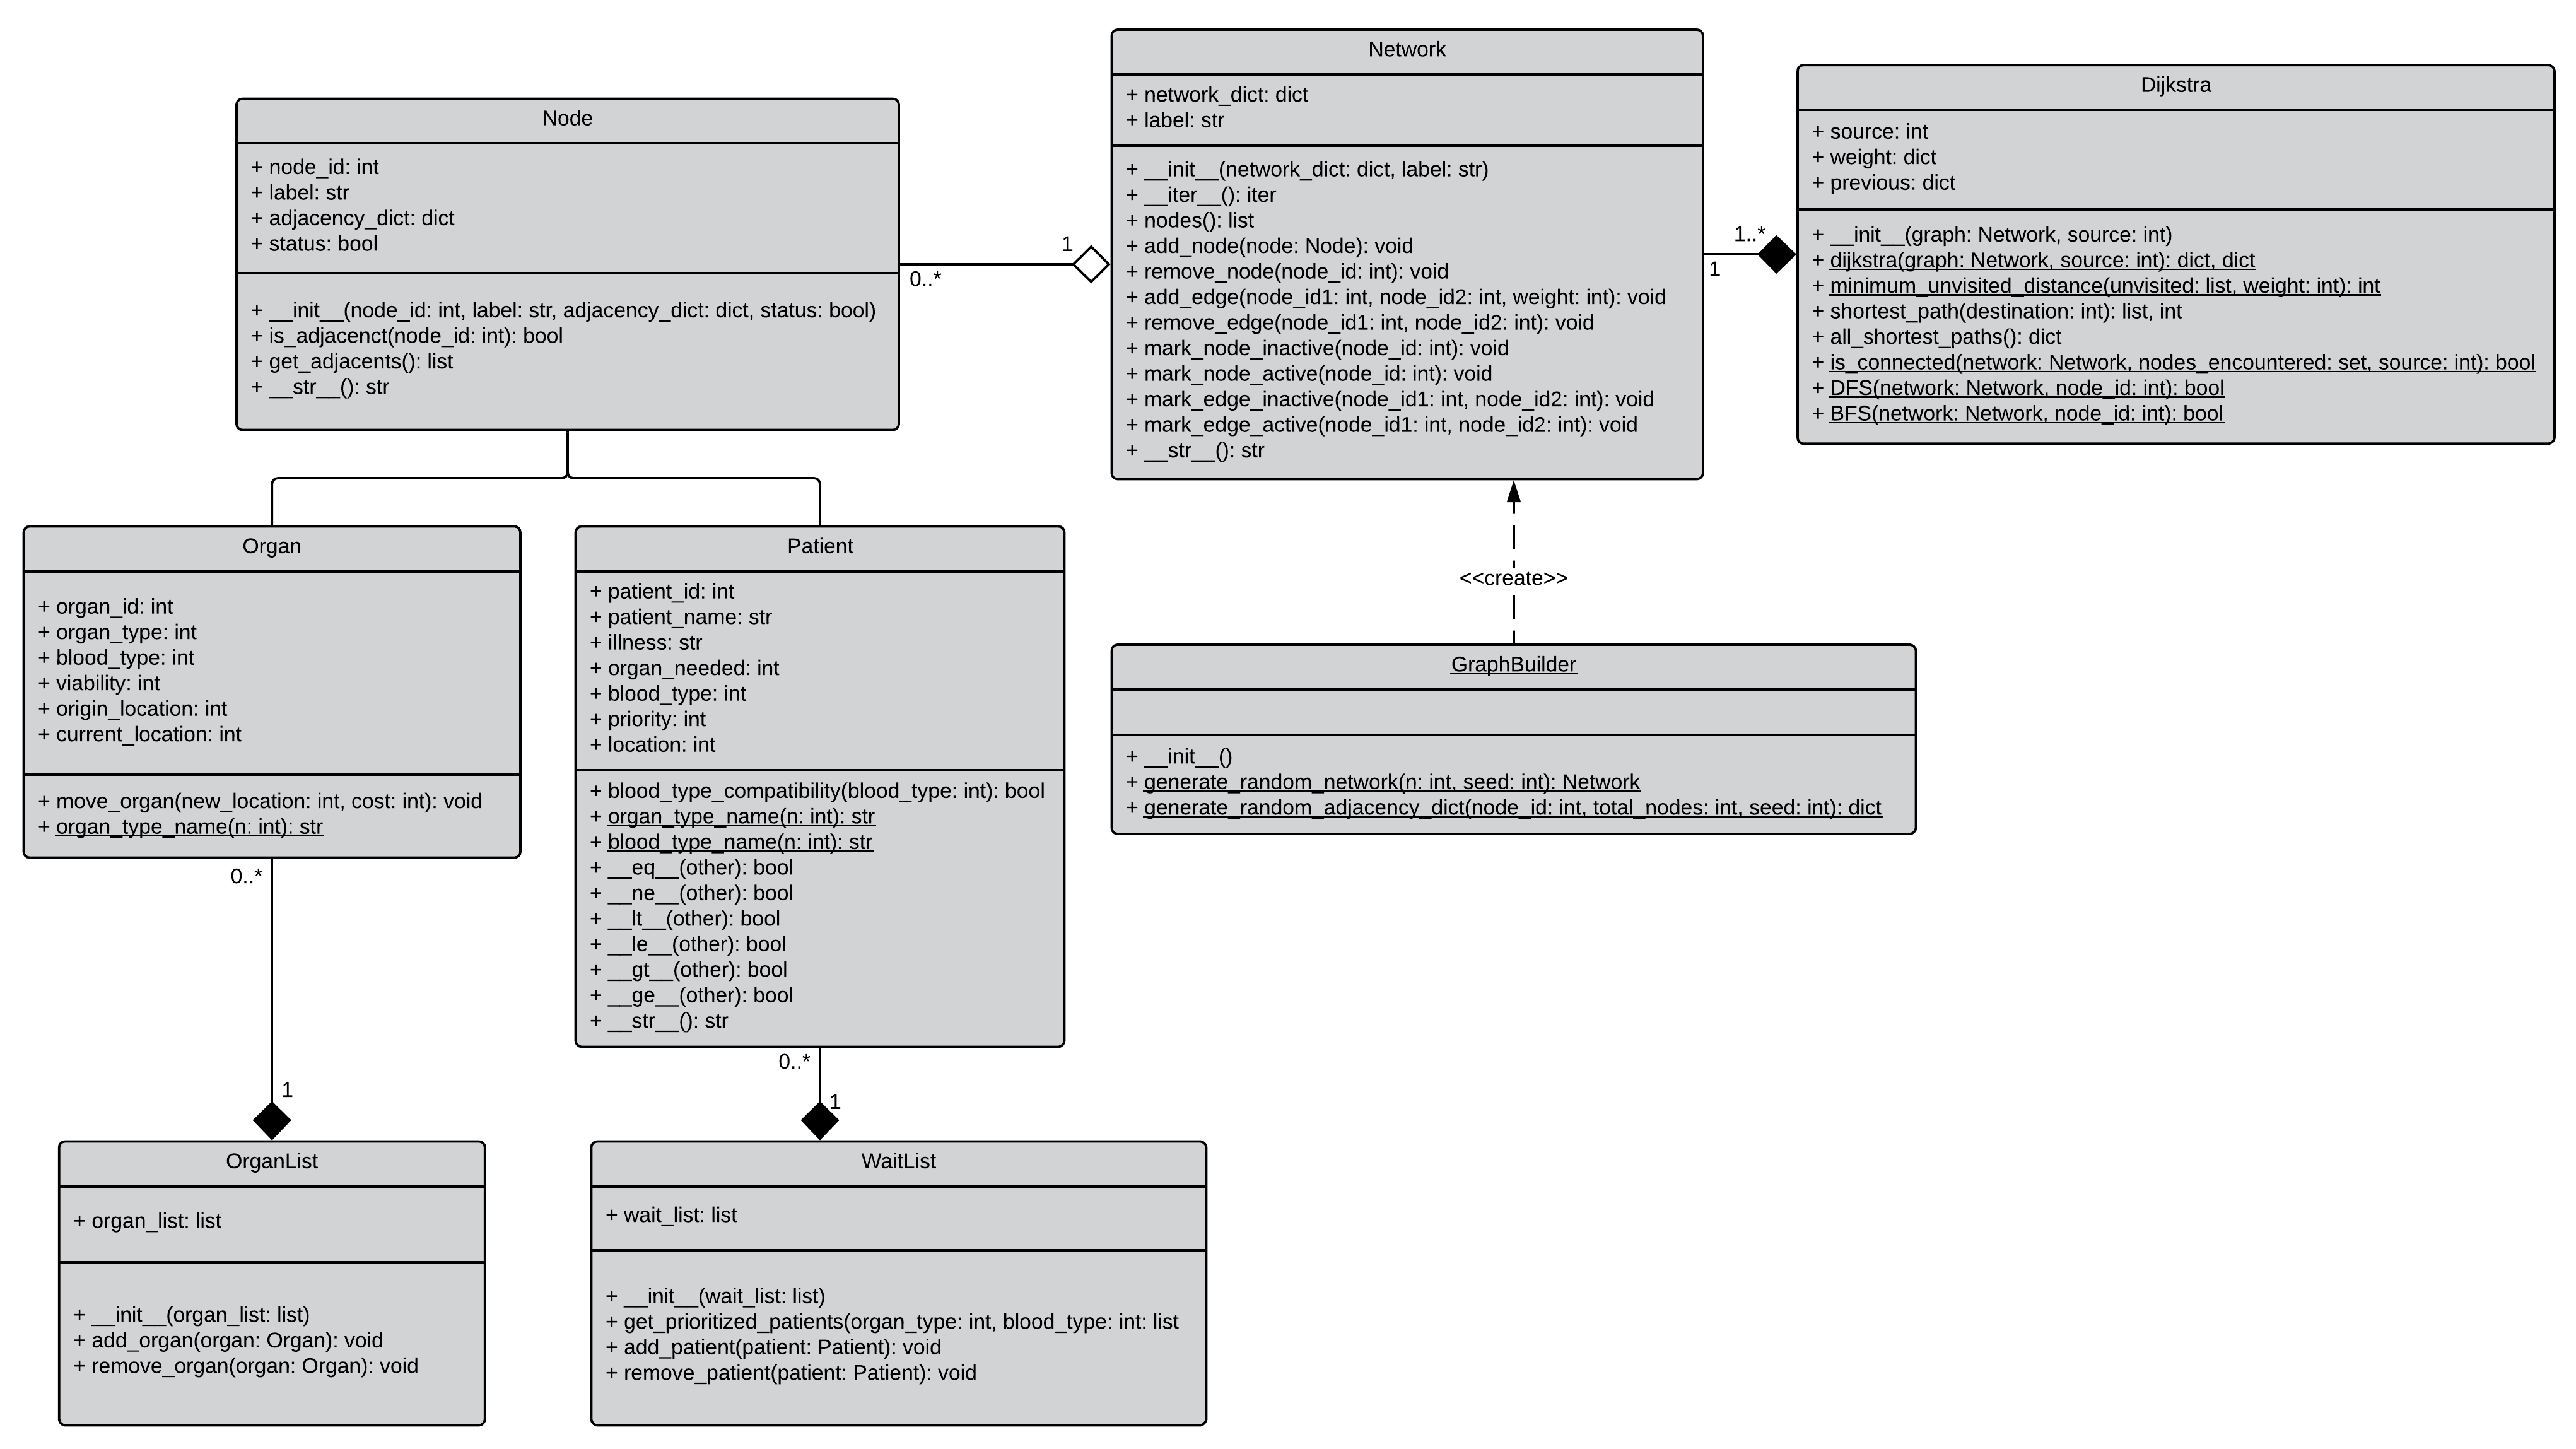 Node
+ node_id: int
+ label: str
+ adjacency_dict: dict
+ status: bool
+ __init__(node_id: int, label: str, adjacency_dict: dict, status: bool)
+ is_adjacenct(node_id: int): bool
+ get_adjacents(): list
+ __str__(): str
0..*
1
Network
+ network_dict: dict
+ label: str
+ __init__(network_dict: dict, label: str)
+ __iter__(): iter
+ nodes(): list
+ add_node(node: Node): void
+ remove_node(node_id: int): void
+ add_edge(node_id1: int, node_id2: int, weight: int): void
+ remove_edge(node_id1: int, node_id2: int): void
+ mark_node_inactive(node_id: int): void
+ mark_node_active(node_id: int): void
+ mark_edge_inactive(node_id1: int, node_id2: int): void
+ mark_edge_active(node_id1: int, node_id2: int): void
+ __str__(): str
1..*
1
Dijkstra
+ source: int
+ weight: dict
+ previous: dict
+ __init__(graph: Network, source: int)
+ dijkstra(graph: Network, source: int): dict, dict
+ minimum_unvisited_distance(unvisited: list, weight: int): int
+ shortest_path(destination: int): list, int
+ all_shortest_paths(): dict
+ is_connected(network: Network, nodes_encountered: set, source: int): bool
+ DFS(network: Network, node_id: int): bool
+ BFS(network: Network, node_id: int): bool
Organ
+ organ_id: int
+ organ_type: int
+ blood_type: int
+ viability: int
+ origin_location: int
+ current_location: int
+ move_organ(new_location: int, cost: int): void
+ organ_type_name(n: int): str
0..*
1
Patient
+ patient_id: int
+ patient_name: str
+ illness: str
+ organ_needed: int
+ blood_type: int
+ priority: int
+ location: int
+ blood_type_compatibility(blood_type: int): bool
+ organ_type_name(n: int): str
+ blood_type_name(n: int): str
+ __eq__(other): bool
+ __ne__(other): bool
+ __lt__(other): bool
+ __le__(other): bool
+ __gt__(other): bool
+ __ge__(other): bool
+ __str__(): str
0..*
1
<<create>>
GraphBuilder
+ __init__()
+ generate_random_network(n: int, seed: int): Network
+ generate_random_adjacency_dict(node_id: int, total_nodes: int, seed: int): dict
OrganList
+ organ_list: list
+ __init__(organ_list: list)
+ add_organ(organ: Organ): void
+ remove_organ(organ: Organ): void
WaitList
+ wait_list: list
+ __init__(wait_list: list)
+ get_prioritized_patients(organ_type: int, blood_type: int: list
+ add_patient(patient: Patient): void
+ remove_patient(patient: Patient): void